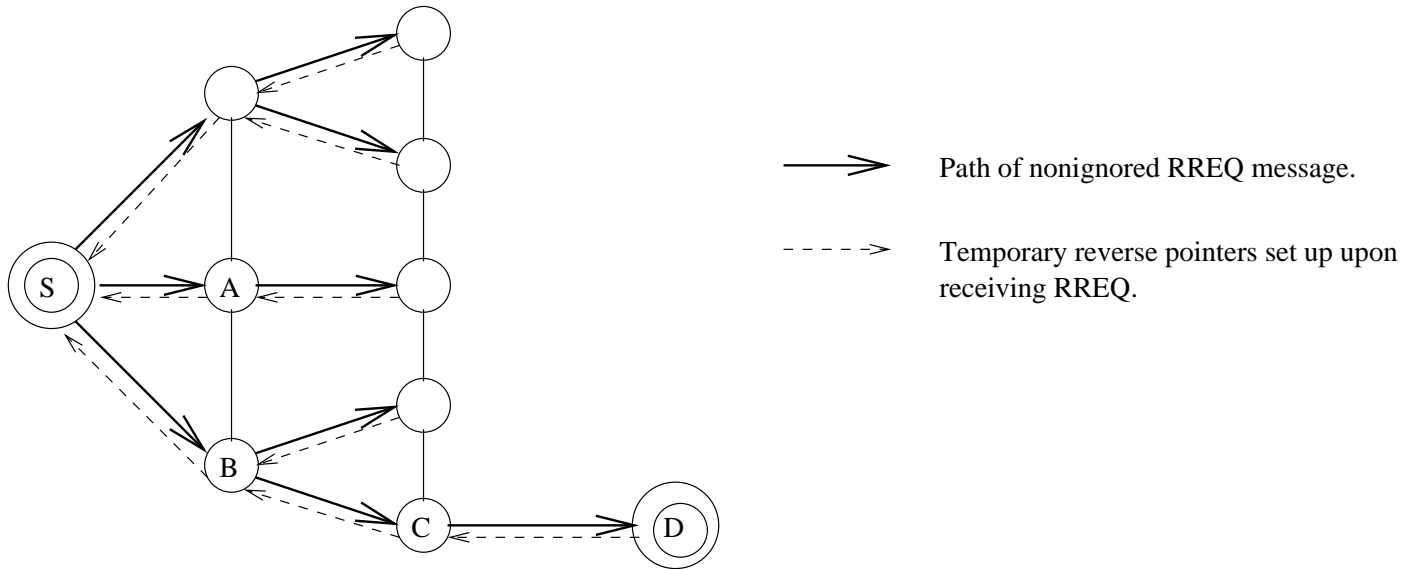 S
A
B
C
D
Path of nonignored RREQ message.
Temporary reverse pointers set up upon
receiving RREQ.